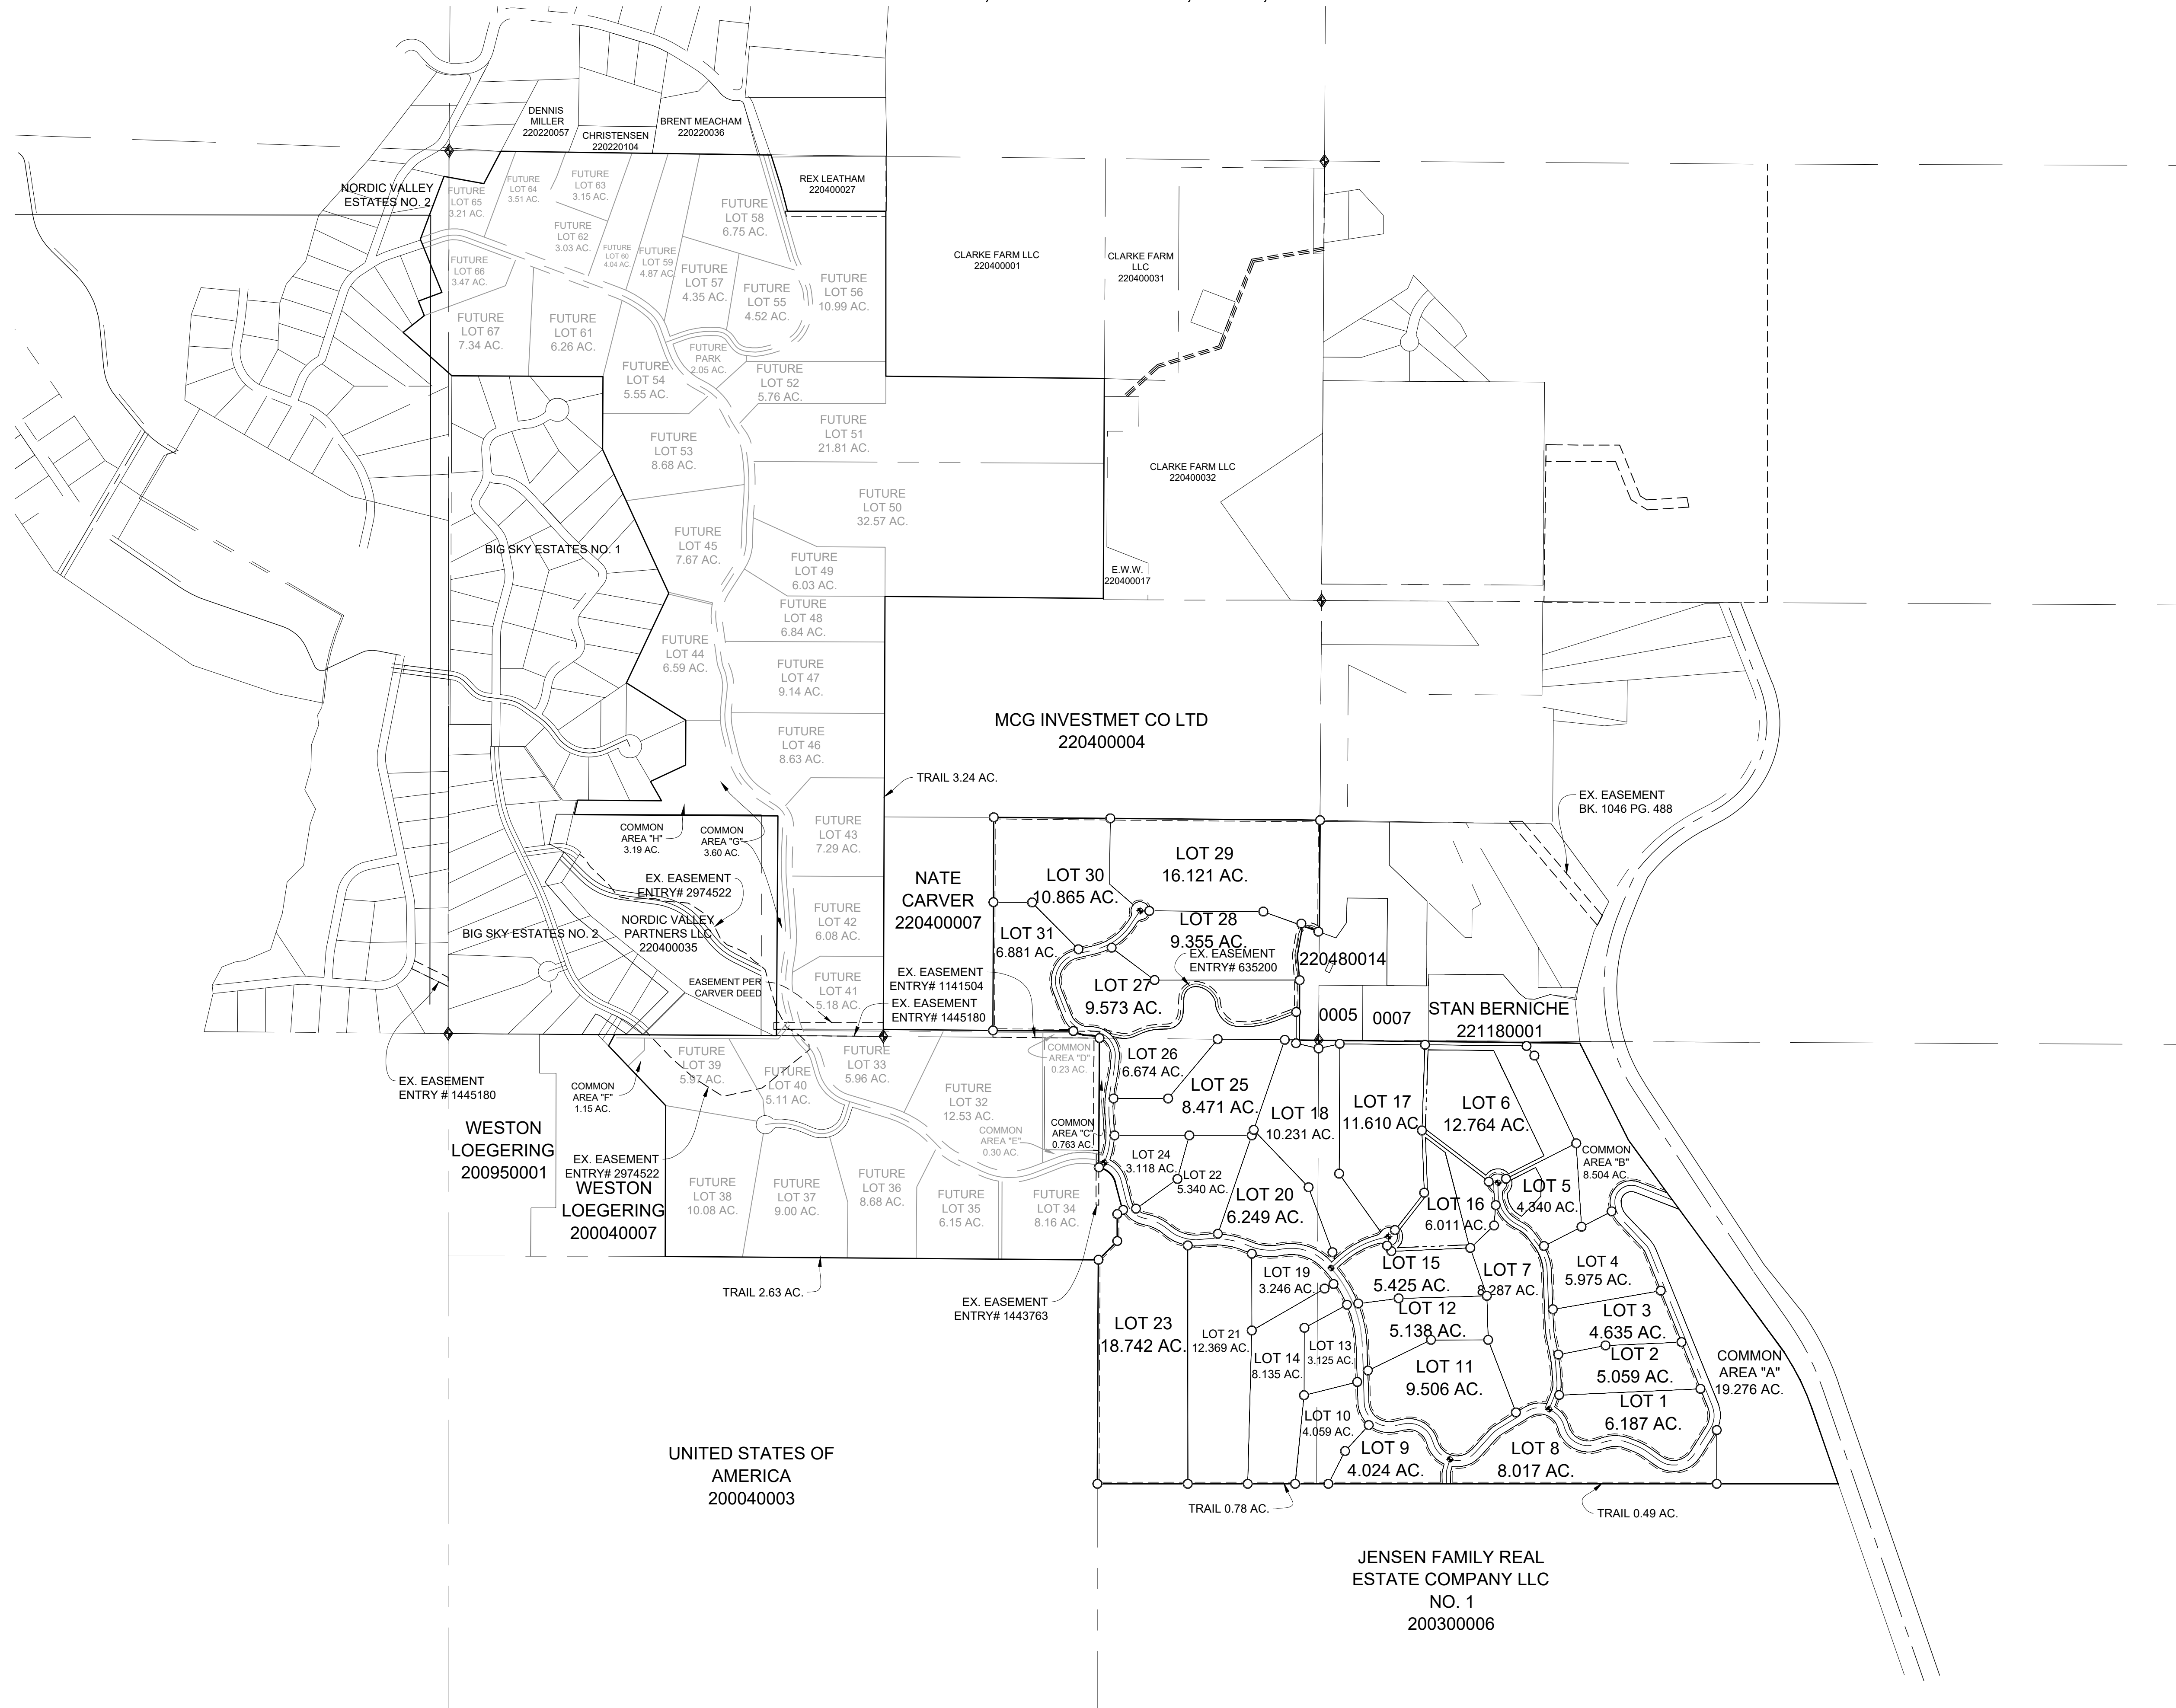 DENNIS
MILLER
220220057
CHRISTENSEN
220220104
BRENT MEACHAM
220220036
REX LEATHAM
220400027
NORDIC VALLEY
ESTATES NO. 2
FUTURE
LOT 65
3.21 AC.
FUTURE
LOT 64
3.51 AC.
FUTURE
LOT 63
3.15 AC.
FUTURE
LOT 62
3.03 AC.
FUTURE
LOT 60
4.04 AC.
FUTURE
LOT 59
4.87 AC.
FUTURE
LOT 58
6.75 AC.
FUTURE
LOT 66
3.47 AC.
FUTURE
LOT 57
4.35 AC.
FUTURE
LOT 55
4.52 AC.
FUTURE
LOT 56
10.99 AC.
FUTURE
LOT 67
7.34 AC.
FUTURE
LOT 61
6.26 AC.
FUTURE
PARK
2.05 AC.
FUTURE
LOT 54
5.55 AC.
FUTURE
LOT 52
5.76 AC.
FUTURE
LOT 53
8.68 AC.
FUTURE
LOT 51
21.81 AC.
FUTURE
LOT 50
32.57 AC.
CLARKE FARM LLC
220400001
CLARKE FARM
LLC
220400031
CLARKE FARM LLC
220400032
E.W.W.
220400017
BIG SKY ESTATES NO. 1
FUTURE
LOT 45
7.67 AC.
FUTURE
LOT 49
6.03 AC.
FUTURE
LOT 48
6.84 AC.
FUTURE
LOT 44
6.59 AC.
FUTURE
LOT 47
9.14 AC.
FUTURE
LOT 46
8.63 AC.
MCG INVESTMET CO LTD
220400004
TRAIL 3.24 AC.
EX. EASEMENT
BK. 1046 PG. 488
COMMON
AREA "H"
3.19 AC.
COMMON
AREA "G"
3.60 AC.
FUTURE
LOT 43
7.29 AC.
EX. EASEMENT
ENTRY# 2974522
NORDIC VALLEY
PARTNERS LLC
220400035
BIG SKY ESTATES NO. 2
FUTURE
LOT 42
6.08 AC.
NATE
CARVER
220400007
EASEMENT PER
CARVER DEED
FUTURE
LOT 41
5.18 AC.
EX. EASEMENT
ENTRY# 1141504
EX. EASEMENT
ENTRY# 1445180
LOT 30
10.865 AC.
LOT 29
16.121 AC.
LOT 31
6.881 AC.
LOT 28
9.355 AC.
EX. EASEMENT
ENTRY# 635200
LOT 27
9.573 AC.
220480014
0005
0007
STAN BERNICHE
221180001
EX. EASEMENT
ENTRY # 1445180
COMMON
AREA "F"
1.15 AC.
FUTURE
LOT 39
5.97 AC.
FUTURE
LOT 40
5.11 AC.
FUTURE
LOT 33
5.96 AC.
FUTURE
LOT 32
12.53 AC.
COMMON
AREA "D"
0.23 AC.
COMMON
AREA "C"
0.763 AC.
COMMON
AREA "E"
0.30 AC.
WESTON
LOEGERING
200950001
EX. EASEMENT
ENTRY# 2974522
WESTON
LOEGERING
200040007
FUTURE
LOT 38
10.08 AC.
FUTURE
LOT 37
9.00 AC.
FUTURE
LOT 36
8.68 AC.
FUTURE
LOT 35
6.15 AC.
FUTURE
LOT 34
8.16 AC.
LOT 26
6.674 AC.
LOT 25
8.471 AC.
LOT 18
10.231 AC.
LOT 17
11.610 AC.
LOT 6
12.764 AC.
COMMON
AREA "B"
8.504 AC.
LOT 24
3.118 AC.
LOT 22
5.340 AC.
LOT 20
6.249 AC.
LOT 16
6.011 AC.
LOT 5
4.340 AC.
TRAIL 2.63 AC.
EX. EASEMENT
ENTRY# 1443763
LOT 19
3.246 AC.
LOT 15
5.425 AC.
LOT 7
8.287 AC.
LOT 4
5.975 AC.
LOT 23
18.742 AC.
LOT 21
12.369 AC.
LOT 14
8.135 AC.
LOT 13
3.125 AC.
LOT 12
5.138 AC.
LOT 11
9.506 AC.
LOT 3
4.635 AC.
LOT 2
5.059 AC.
LOT 1
6.187 AC.
COMMON
AREA "A"
19.276 AC.
LOT 10
4.059 AC.
LOT 9
4.024 AC.
LOT 8
8.017 AC.
UNITED STATES OF
AMERICA
200040003
TRAIL 0.78 AC.
TRAIL 0.49 AC.
JENSEN FAMILY REAL
ESTATE COMPANY LLC
NO. 1
200300006